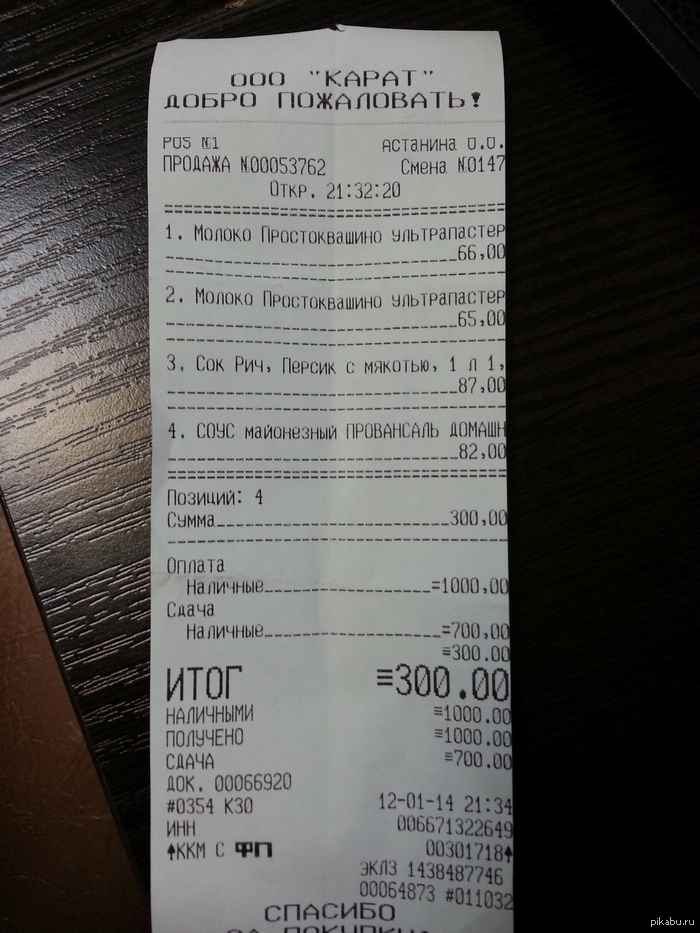 ООО "КАРАТ"
ДОБРО ПОЖАЛОВАТЬ!
POS №1 Астанина О.О.
ПРОДАЖА №00053762 Смена №0147
Откр. 21:32:20
1. Молоко Простоквашино ультрапастер
66,00
2. Молоко Простоквашино ультрапастер
65,00
3. Сок Рич, Персик с мякотью, 1 л 1,
87,00
4. СОУС майонезный ПРОВАНСАЛЬ ДОМАШН
82,00
Позиций: 4
Сумма 300,00
Оплата
Наличные =1000,00
Сдача
Наличные =700,00
≡300.00
ИТОГ ≡300.00
НАЛИЧНЫМИ ≡1000.00
ПОЛУЧЕНО ≡1000.00
СДАЧА ≡700.00
ДОК. 00066920
#0354 К30 12-01-14 21:34
ИНН 006671322649
ККМ С ФП 00301718
ЭКЛЗ 1438487746
00064873 #011032
СПАСИБО
ЗА ПОКУПКУ
pikabu.ru